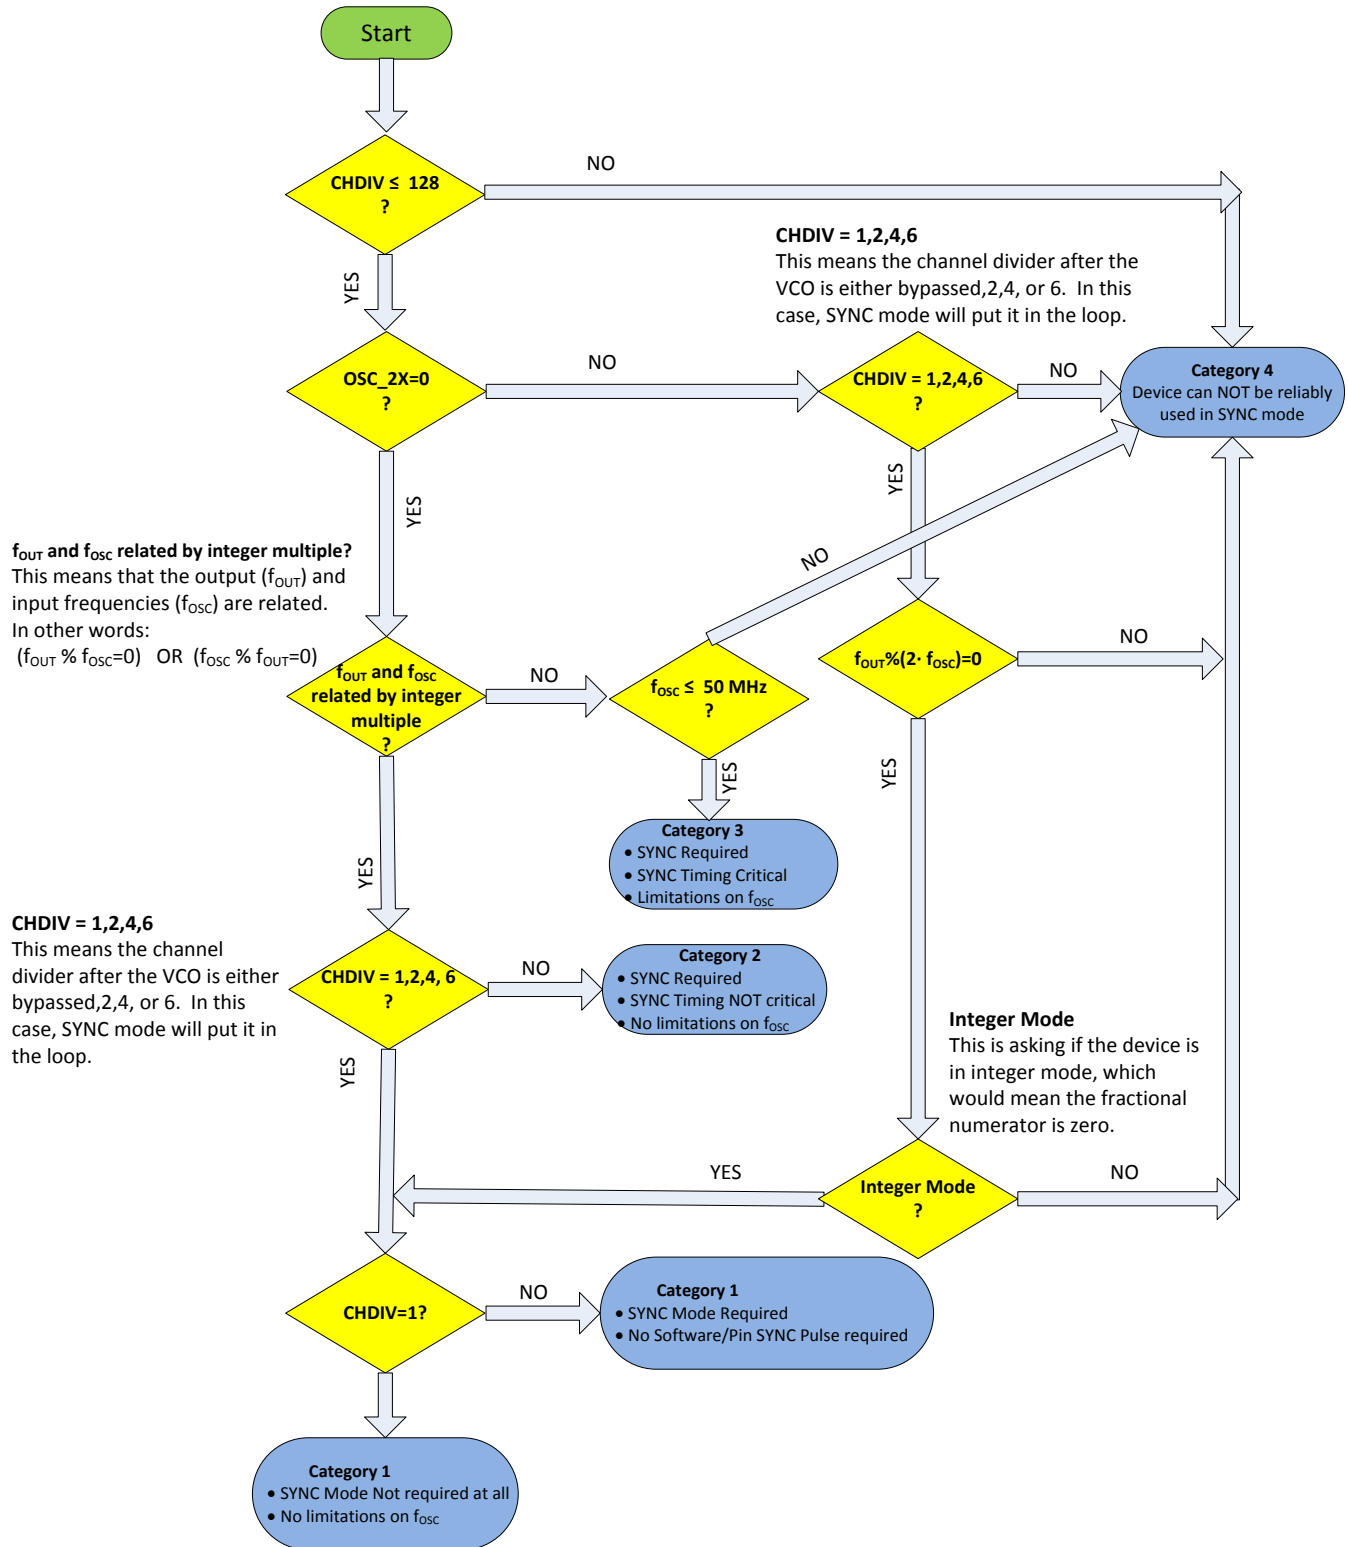 Start
CHDIV ≤ 128
?
NO
YES
CHDIV = 1,2,4,6
This means the channel divider after the
VCO is either bypassed,2,4, or 6. In this
case, SYNC mode will put it in the loop.
OSC_2X=0
?
NO
CHDIV = 1,2,4,6
?
NO
Category 4
Device can NOT be reliably
used in SYNC mode
YES
YES
NO
fOUT and fOSC related by integer multiple?
This means that the output (fOUT) and
input frequencies (fOSC) are related.
In other words:
(fOUT % fOSC=0) OR (fOSC % fOUT=0)
fOUT and fOSC
related by integer
multiple
?
NO
fOSC ≤ 50 MHz
?
fOUT%(2· fOSC)=0
NO
YES
YES
YES
Category 3
• SYNC Required
• SYNC Timing Critical
• Limitations on fOSC
CHDIV = 1,2,4,6
This means the channel
divider after the VCO is either
bypassed,2,4, or 6. In this
case, SYNC mode will put it in
the loop.
CHDIV = 1,2,4, 6
?
NO
Category 2
• SYNC Required
• SYNC Timing NOT critical
• No limitations on fOSC
YES
Integer Mode
This is asking if the device is
in integer mode, which
would mean the fractional
numerator is zero.
YES
Integer Mode
?
NO
CHDIV=1?
NO
Category 1
• SYNC Mode Required
• No Software/Pin SYNC Pulse required
Category 1
• SYNC Mode Not required at all
• No limitations on fOSC